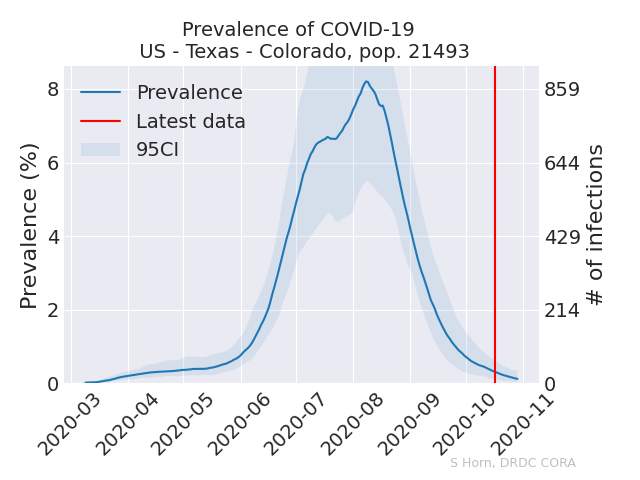 Prevalence of COVID-19
US - Texas - Colorado, pop. 21493
Prevalence
Latest data
95CI
Prevalence (%)
8
6
4
2
0
859
644
429
214
0
# of infections
2020-03
2020-04
2020-05
2020-06
2020-07
2020-08
2020-09
2020-10
2020-11
S Horn, DRDC CORA